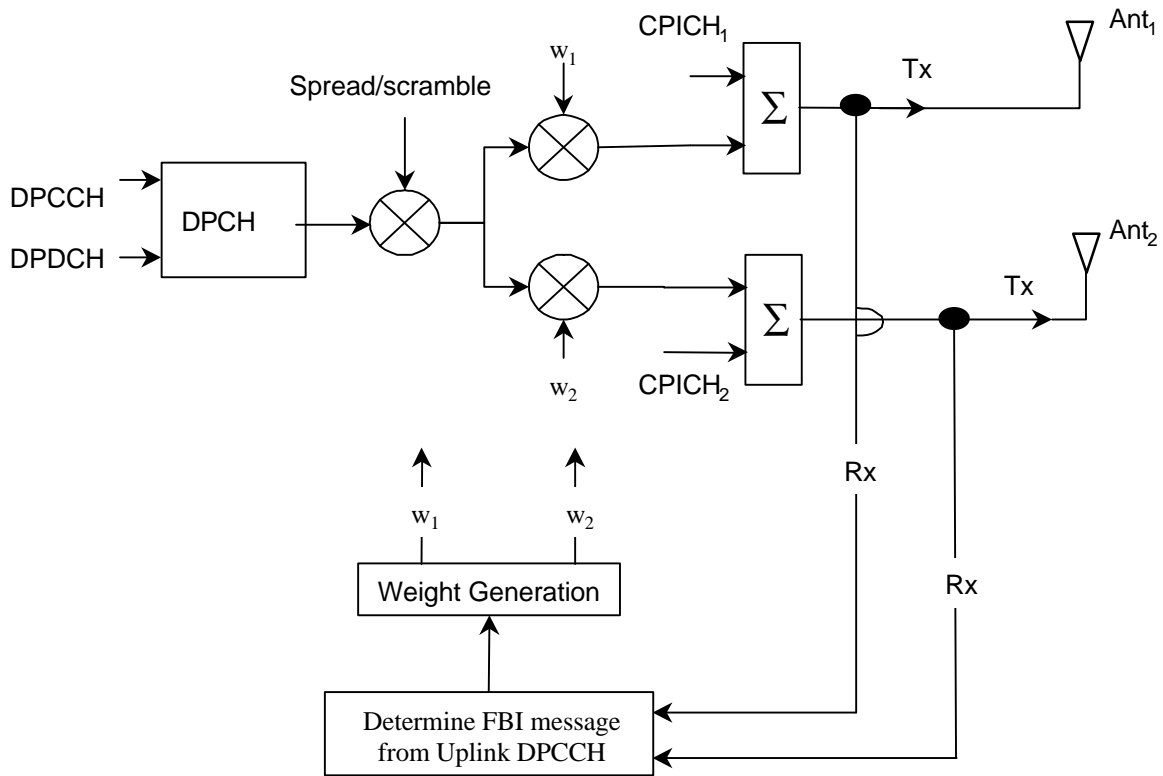 Ant1
CPICH1
w1
Tx
Spread/scramble
Σ
DPCCH
DPCH
DPDCH
Ant2
Tx
Σ
CPICH2
w2
Rx
w1
w2
Rx
Weight Generation
Determine FBI message
from Uplink DPCCH